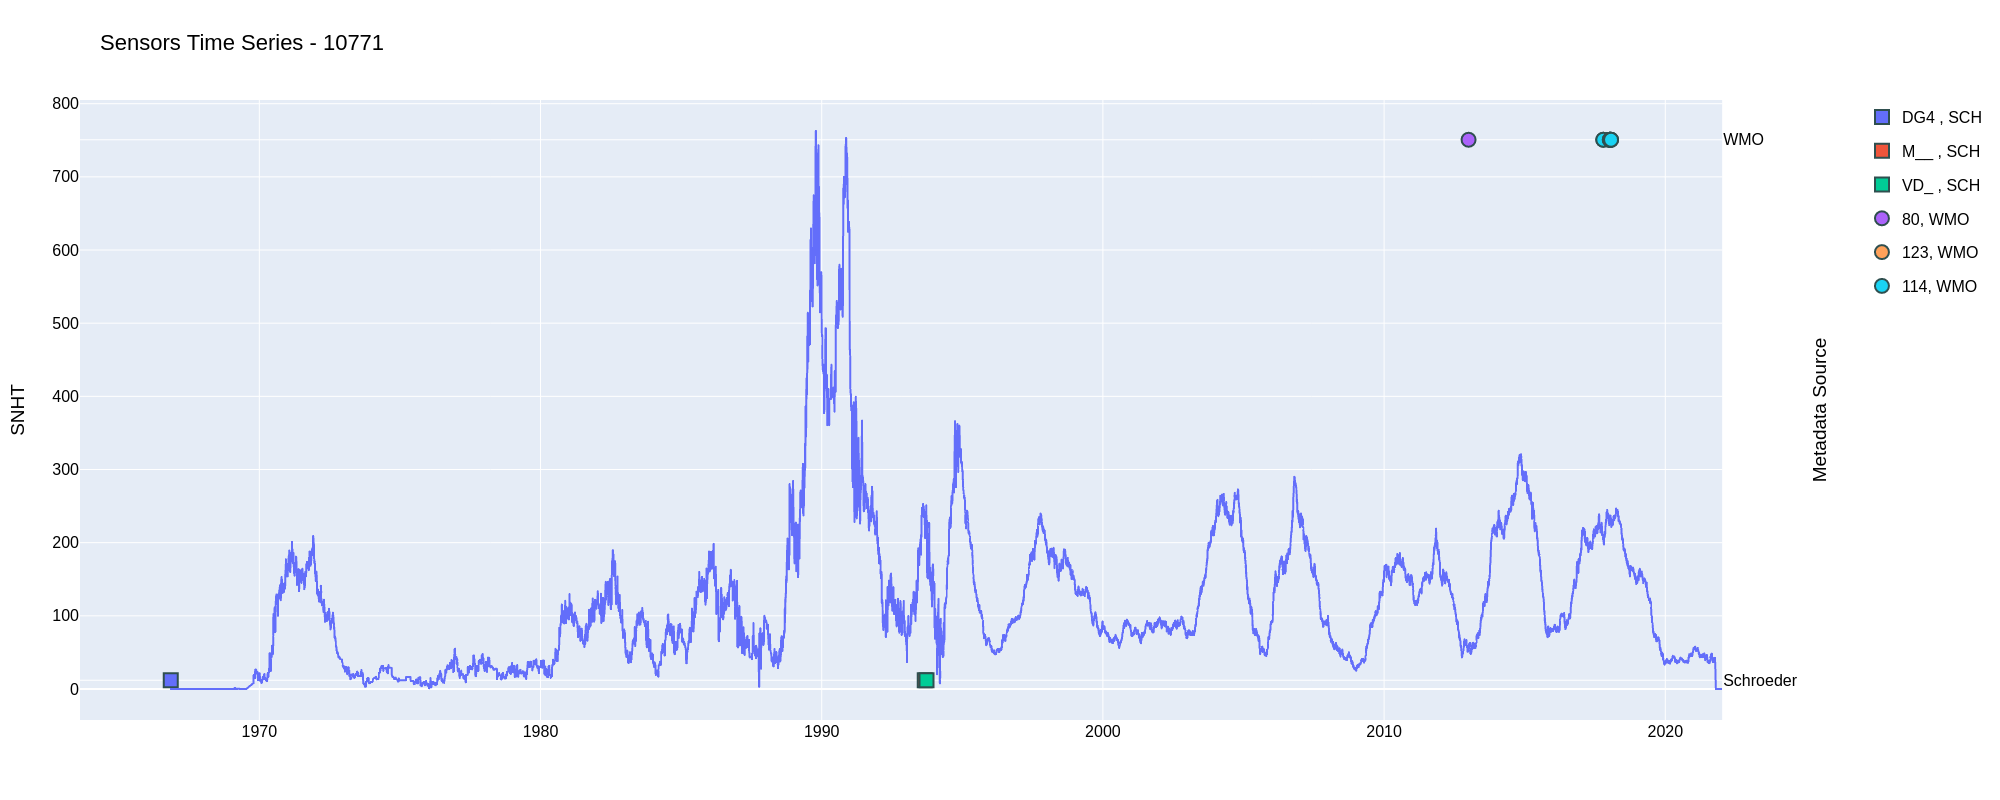 Sensors Time Series - 10771
800
700
600
500
400
300
200
100
0
SNHT
1970
1980
1990
2000
2010
2020
WMO
Schroeder
Metadata Source
DG4 , SCH
M__ , SCH
VD_ , SCH
80, WMO
123, WMO
114, WMO